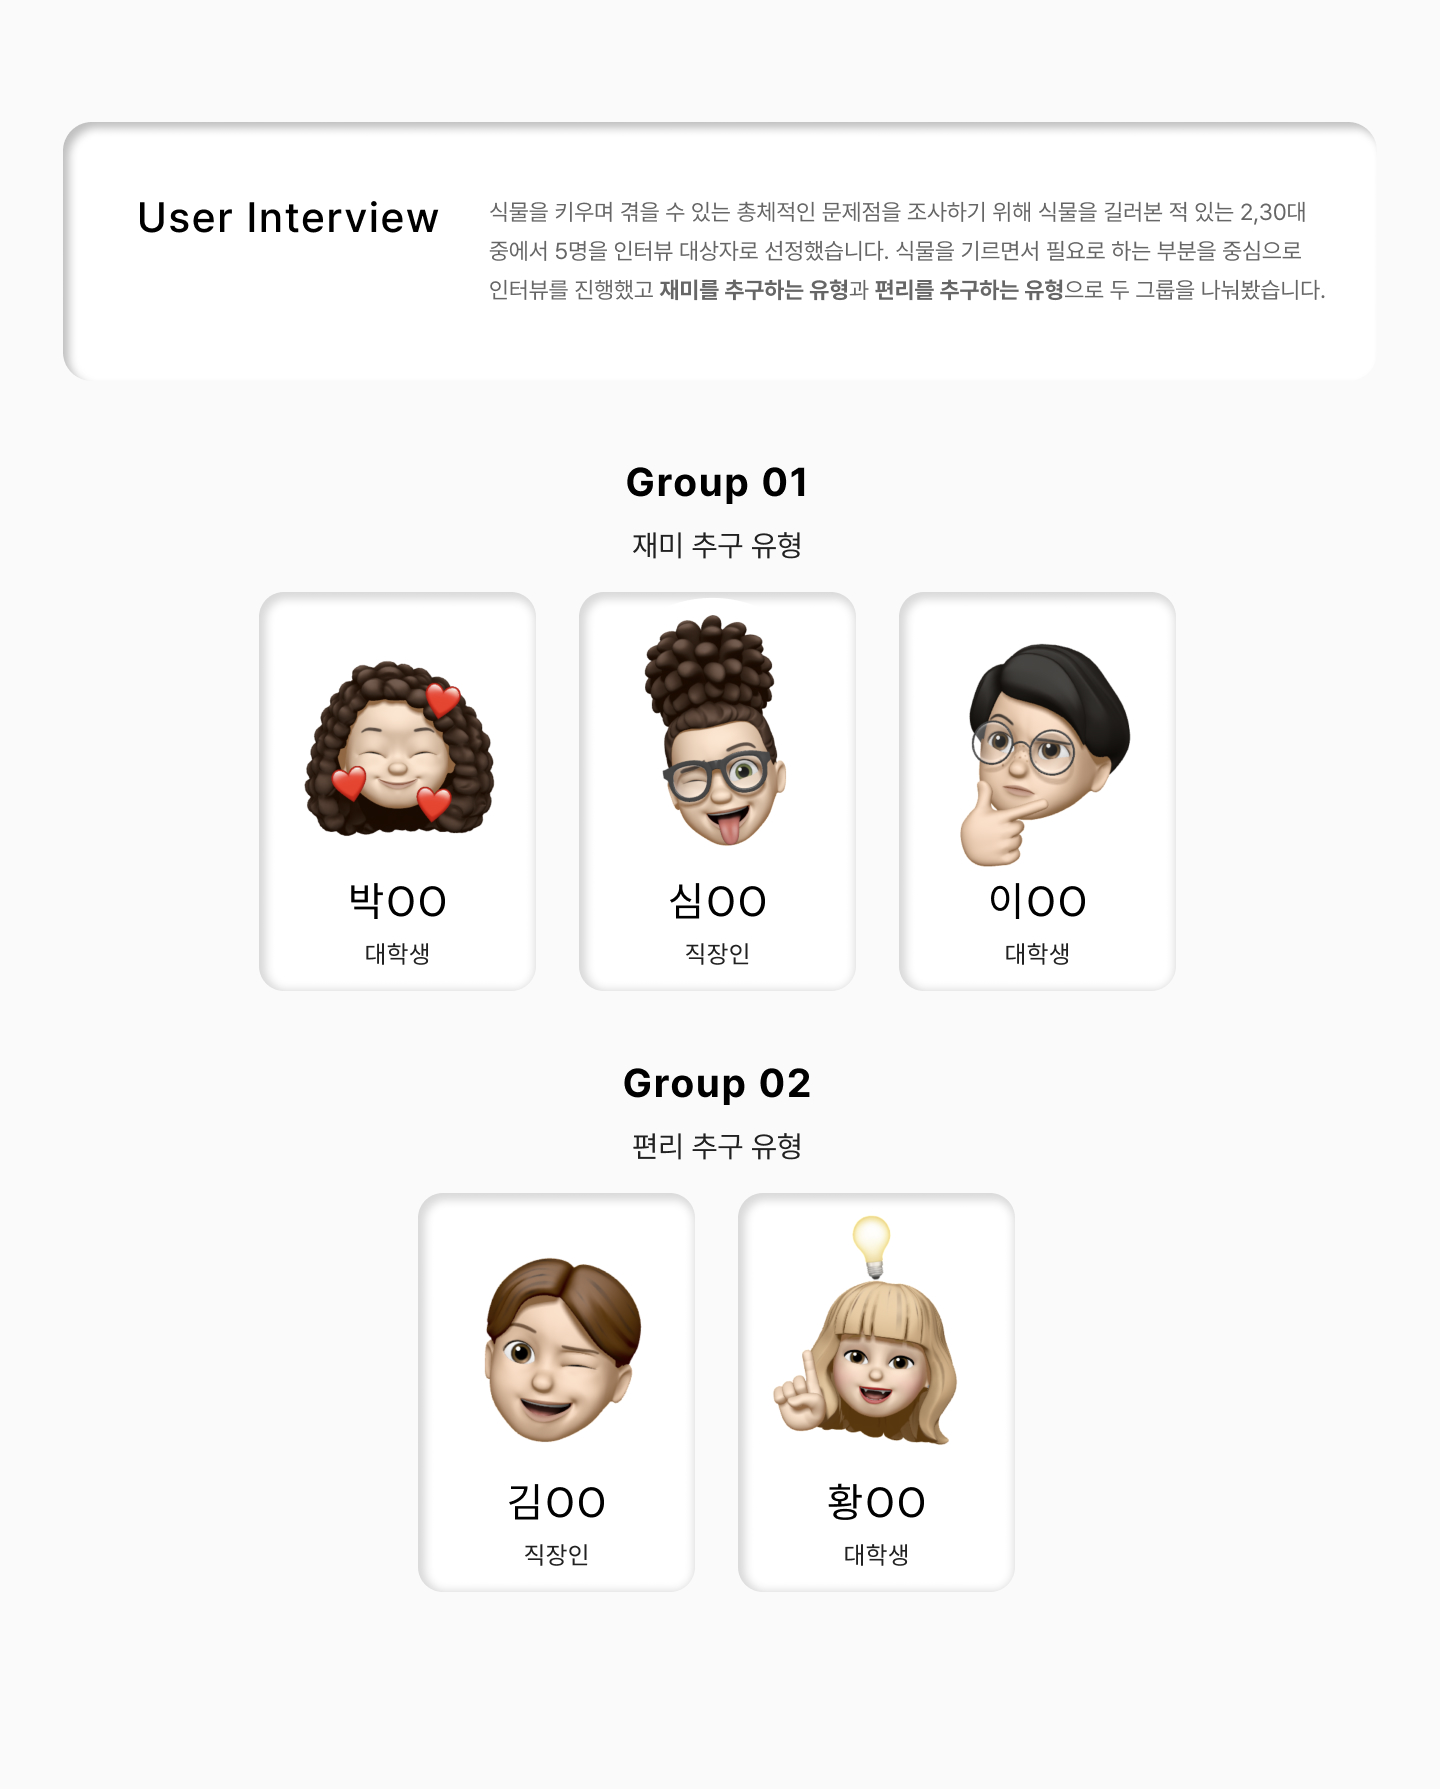 User Interview
식물을 키우며 겪을 수 있는 총체적인 문제점을 조사하기 위해 식물을 길러본 적 있는 2,30대
중에서 5명을 인터뷰 대상자로 선정했습니다. 식물을 기르면서 필요로 하는 부분을 중심으로
인터뷰를 진행했고 재미를 추구하는 유형과 편리를 추구하는 유형으로 두 그룹을 나눠봤습니다.
Group 01
재미 추구 유형
박OO
대학생
심OO
직장인
이OO
대학생
Group 02
편리 추구 유형
김OO
직장인
황OO
대학생